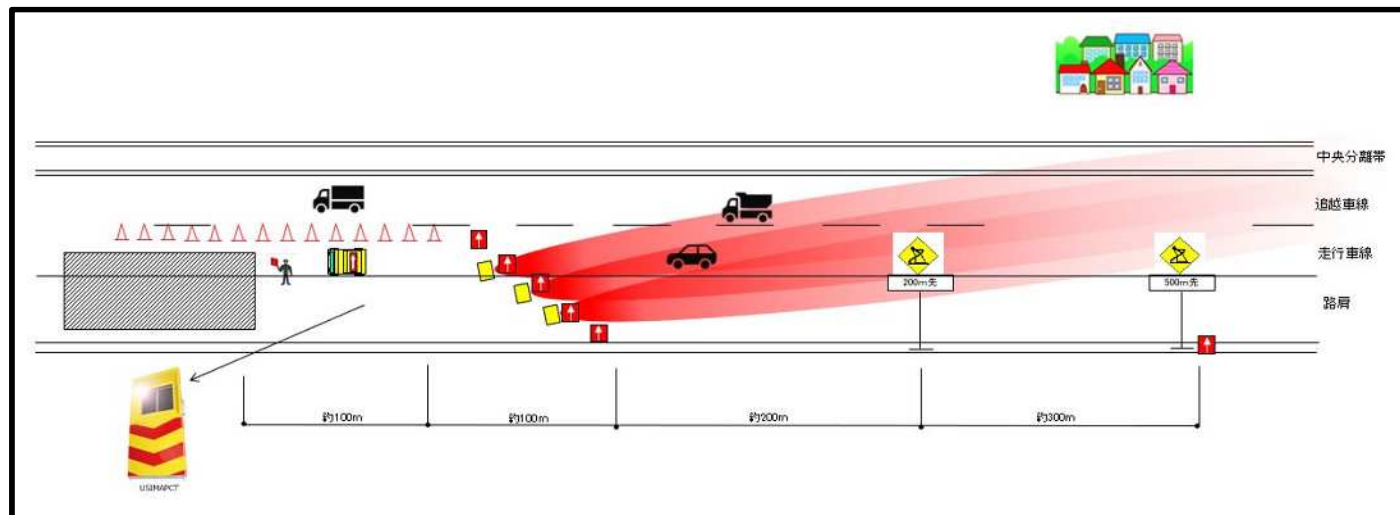 中央分離帯
追越車線
走行車線
200m先
500m先
路肩
約100m
約100m
約200m
約300m
USIMAPCT